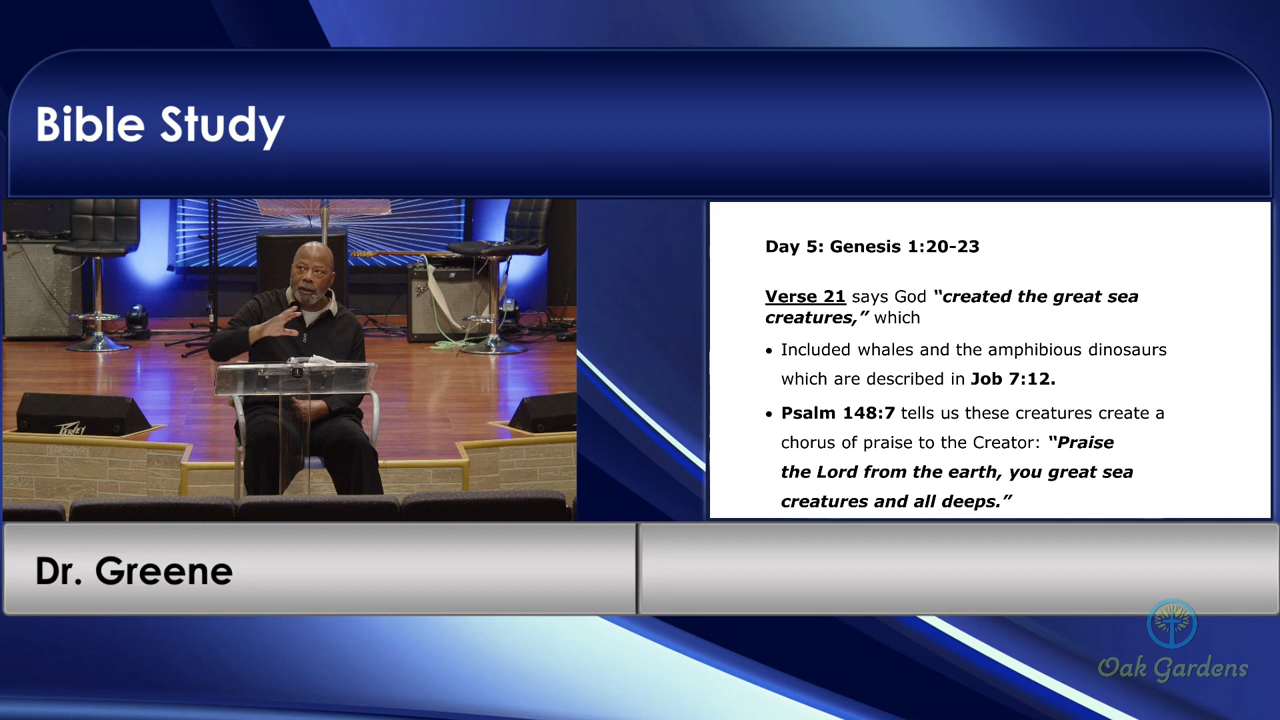 Bible Study
PEAVEY
Day 5: Genesis 1:20-23
Verse 21 says God “created the great sea
creatures,” which
• Included whales and the amphibious dinosaurs
which are described in Job 7:12.
• Psalm 148:7 tells us these creatures create a
chorus of praise to the Creator: “Praise
the Lord from the earth, you great sea
creatures and all deeps.”
Dr. Greene
Oak Gardens